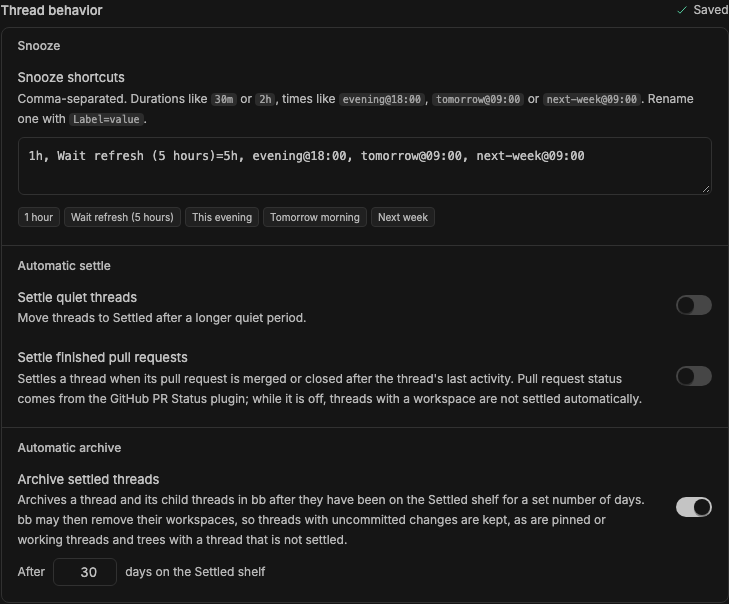 Thread behavior
Saved
Snooze
Snooze shortcuts
Comma-separated. Durations like 30m or 2h, times like evening@18:00, tomorrow@09:00 or next-week@09:00. Rename
one with Label=value.
1h, Wait refresh (5 hours)=5h, evening@18:00, tomorrow@09:00, next-week@09:00
1 hour
Wait refresh (5 hours)
This evening
Tomorrow morning
Next week
Automatic settle
Settle quiet threads
Move threads to Settled after a longer quiet period.
Settle finished pull requests
Settles a thread when its pull request is merged or closed after the thread's last activity. Pull request status
comes from the GitHub PR Status plugin; while it is off, threads with a workspace are not settled automatically.
Automatic archive
Archive settled threads
Archives a thread and its child threads in bb after they have been on the Settled shelf for a set number of days.
bb may then remove their workspaces, so threads with uncommitted changes are kept, as are pinned or
working threads and trees with a thread that is not settled.
After 30 days on the Settled shelf